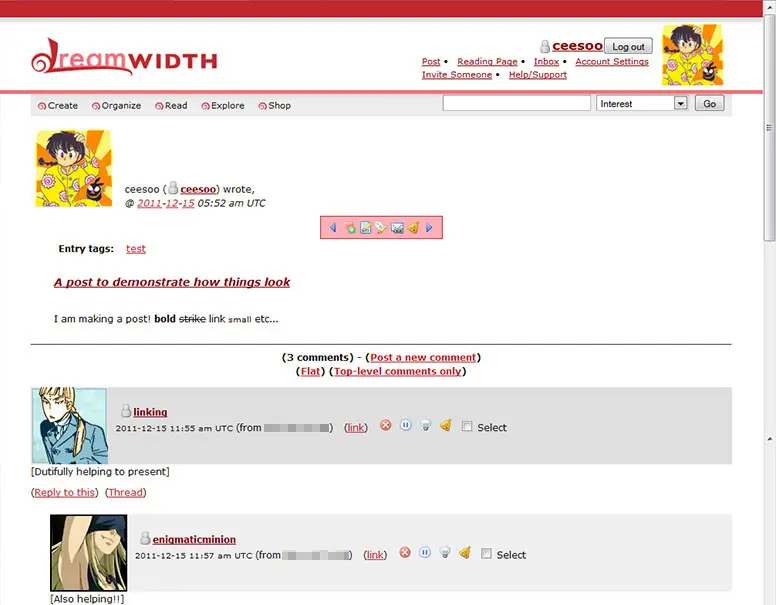 dreamWIDTH
ceesoo Log out
Post • Reading Page • Inbox • Account Settings
Invite Someone • Help/Support
Create Organize Read Explore Shop Interest Go
ceesoo (ceesoo) wrote,
@ 2011-12-15 05:52 am UTC
Entry tags: test
A post to demonstrate how things look
I am making a post! bold strike link small etc...
(3 comments) - (Post a new comment)
(Flat) (Top-level comments only)
linking
2011-12-15 11:55 am UTC (from ) (link) Select
[Dutifully helping to present]
(Reply to this) (Thread)
enigmaticminion
2011-12-15 11:57 am UTC (from ) (link) Select
[Also helping!!]